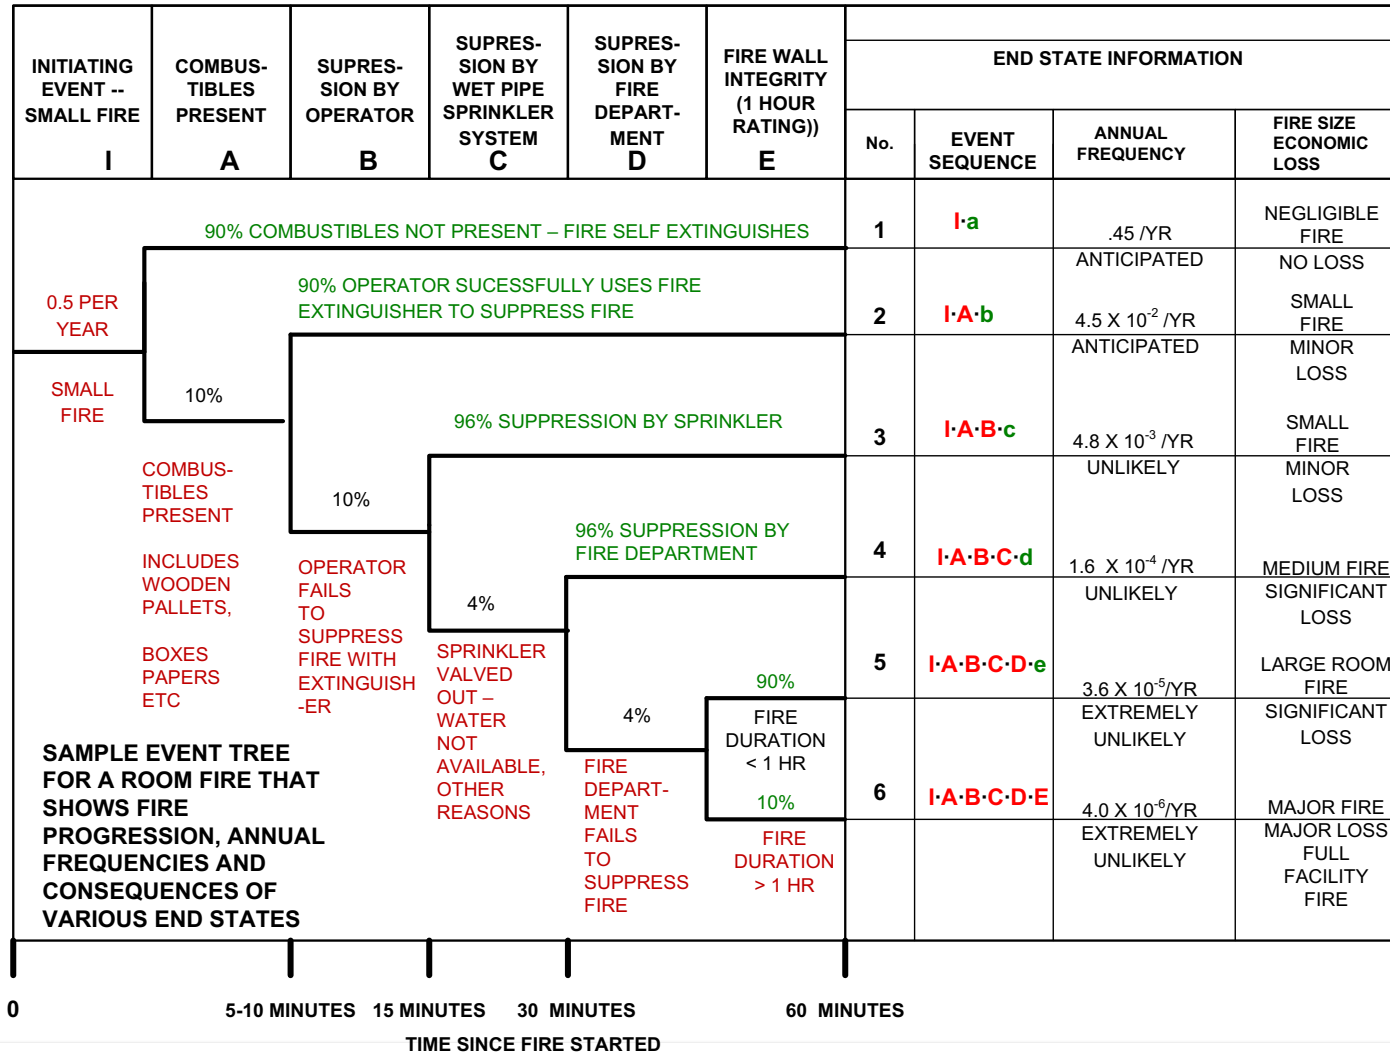 INITIATING
EVENT --
SMALL FIRE
I
COMBUS-
TIBLES
PRESENT
A
SUPRES-
SION BY
OPERATOR
B
SUPRES-
SION BY
WET PIPE
SPRINKLER
SYSTEM
C
SUPRES-
SION BY
FIRE
DEPART-
MENT
D
FIRE WALL
INTEGRITY
(1 HOUR
RATING))
E
END STATE INFORMATION
No.
EVENT
SEQUENCE
ANNUAL
FREQUENCY
FIRE SIZE
ECONOMIC
LOSS
90% COMBUSTIBLES NOT PRESENT – FIRE SELF EXTINGUISHES
1
I·a
.45 /YR
ANTICIPATED
NEGLIGIBLE
FIRE
NO LOSS
0.5 PER
YEAR
SMALL
FIRE
90% OPERATOR SUCESSFULLY USES FIRE
EXTINGUISHER TO SUPPRESS FIRE
2
I·A·b
4.5 X 10-2 /YR
ANTICIPATED
SMALL
FIRE
MINOR
LOSS
10%
COMBUS-
TIBLES
PRESENT
INCLUDES
WOODEN
PALLETS,
BOXES
PAPERS
ETC
96% SUPPRESSION BY SPRINKLER
3
I·A·B·c
4.8 X 10-3 /YR
UNLIKELY
SMALL
FIRE
MINOR
LOSS
10%
OPERATOR
FAILS
TO
SUPPRESS
FIRE WITH
EXTINGUISH
-ER
96% SUPPRESSION BY
FIRE DEPARTMENT
4
I·A·B·C·d
1.6 X 10-4 /YR
UNLIKELY
MEDIUM FIRE
SIGNIFICANT
LOSS
4%
SPRINKLER
VALVED
OUT –
WATER
NOT
AVAILABLE,
OTHER
REASONS
90%
FIRE
DURATION
< 1 HR
5
I·A·B·C·D·e
3.6 X 10-5/YR
EXTREMELY
UNLIKELY
LARGE ROOM
FIRE
SIGNIFICANT
LOSS
4%
FIRE
DEPART-
MENT
FAILS
TO
SUPPRESS
FIRE
10%
FIRE
DURATION
> 1 HR
6
I·A·B·C·D·E
4.0 X 10-6/YR
EXTREMELY
UNLIKELY
MAJOR FIRE
MAJOR LOSS
FULL
FACILITY
FIRE
SAMPLE EVENT TREE
FOR A ROOM FIRE THAT
SHOWS FIRE
PROGRESSION, ANNUAL
FREQUENCIES AND
CONSEQUENCES OF
VARIOUS END STATES
0
5-10 MINUTES
15 MINUTES
30 MINUTES
60 MINUTES
TIME SINCE FIRE STARTED